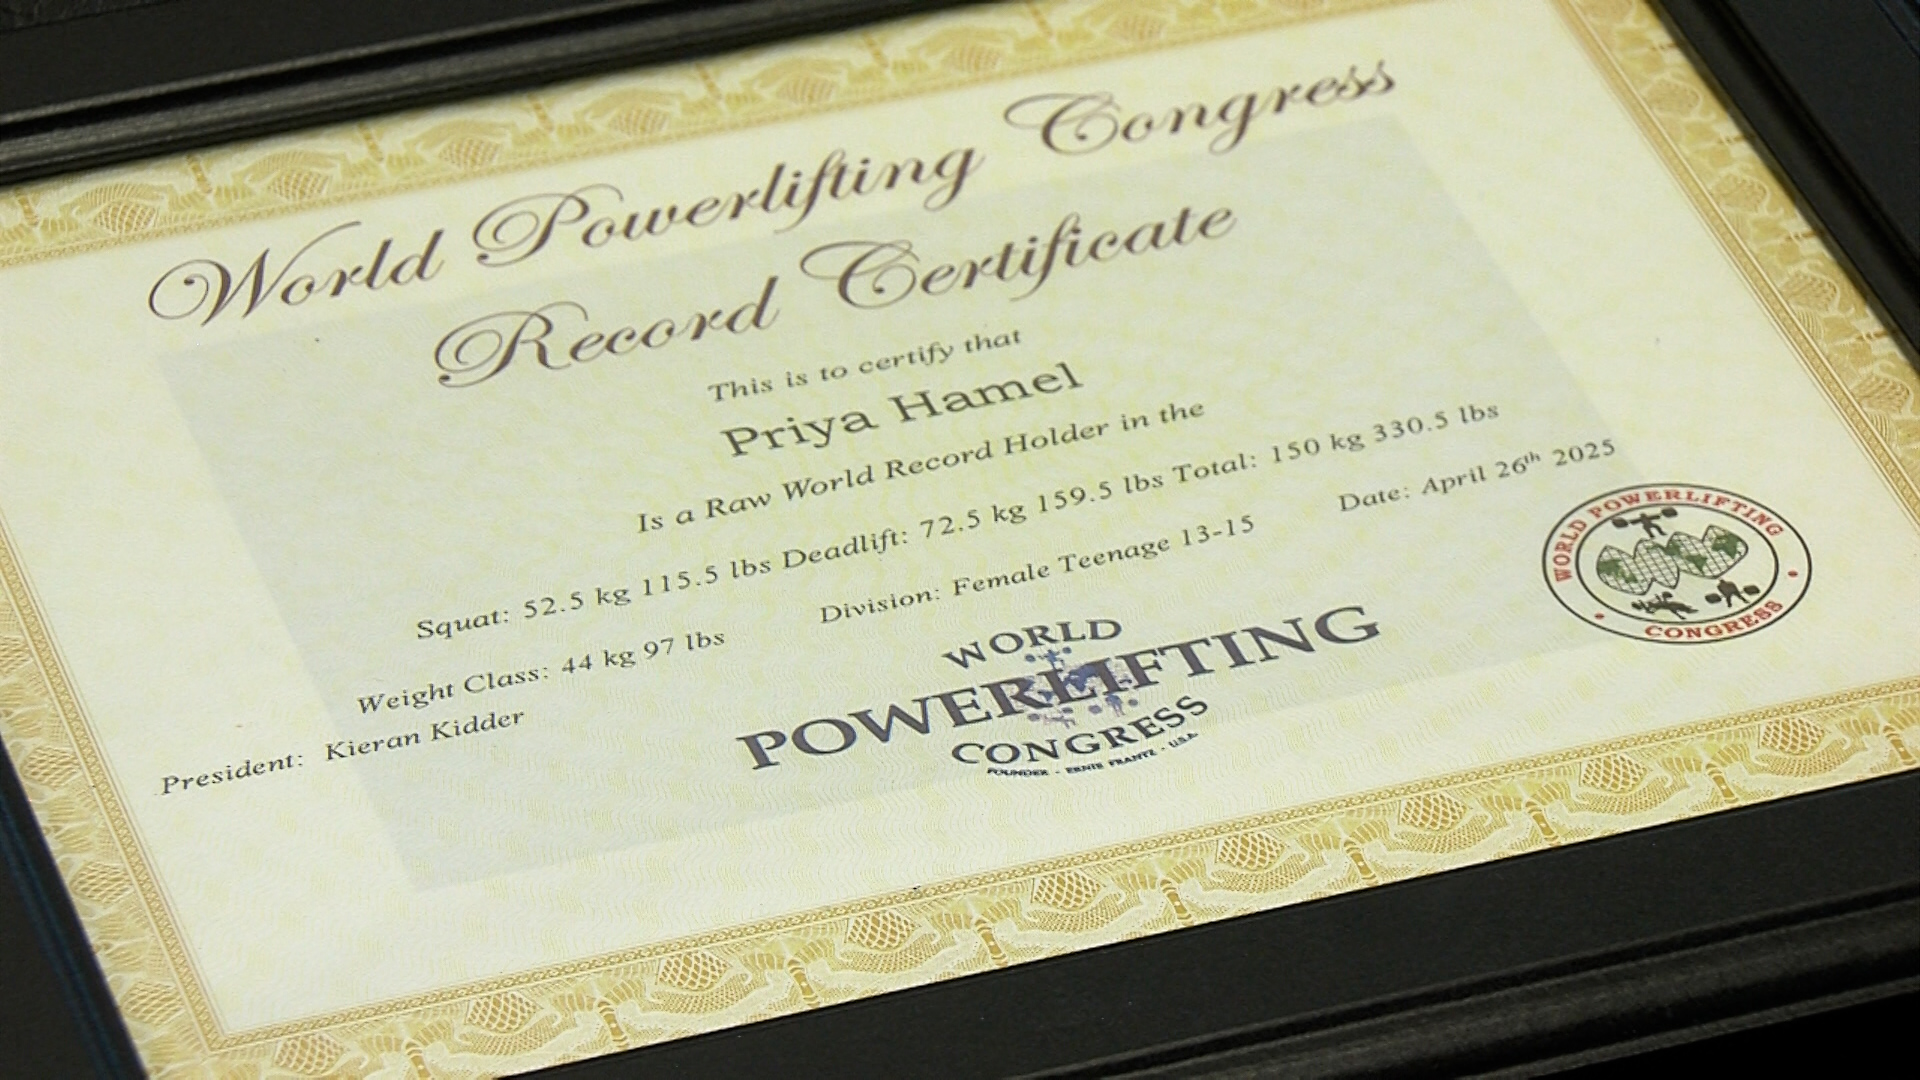 World Powerlifting Congress
Record Certificate
This is to certify that
Priya Hamel
Is a Raw World Record Holder in the
Squat: 52.5 kg 115.5 lbs Deadlift: 72.5 kg 159.5 lbs Total: 150 kg 330.5 lbs
Weight Class: 44 kg 97 lbs Division: Female Teenage 13-15 Date: April 26th 2025
President: Kieran Kidder
WORLD
POWERLIFTING
CONGRESS
FOUNDER - ERNIE FRANTZ - U.S.A.
WORLD POWERLIFTING
CONGRESS